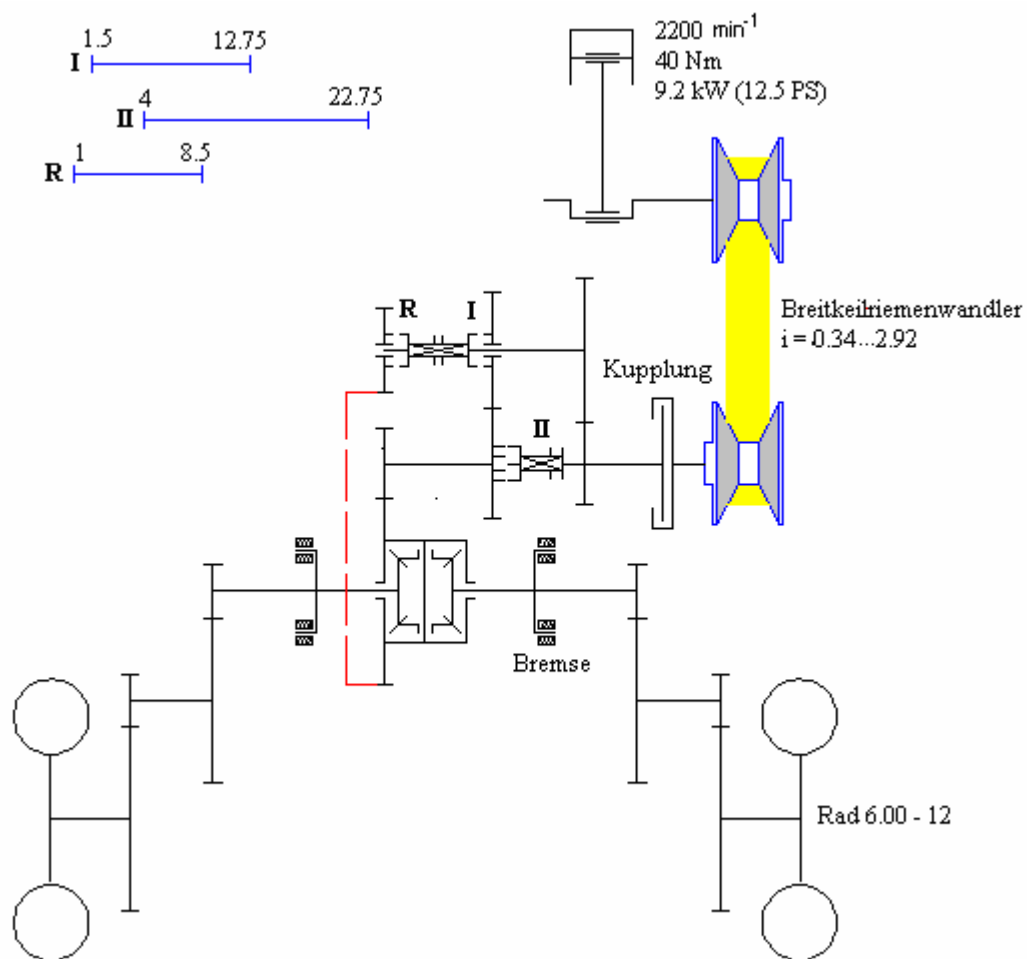 1.5 12.75
I
4 22.75
II
1 8.5
R
2200 min⁻¹
40 Nm
9.2 kW (12.5 PS)
Breitkeilriemenwandler
i = 0.34...2.92
R I
Kupplung
II
Bremse
Rad 6.00 - 12